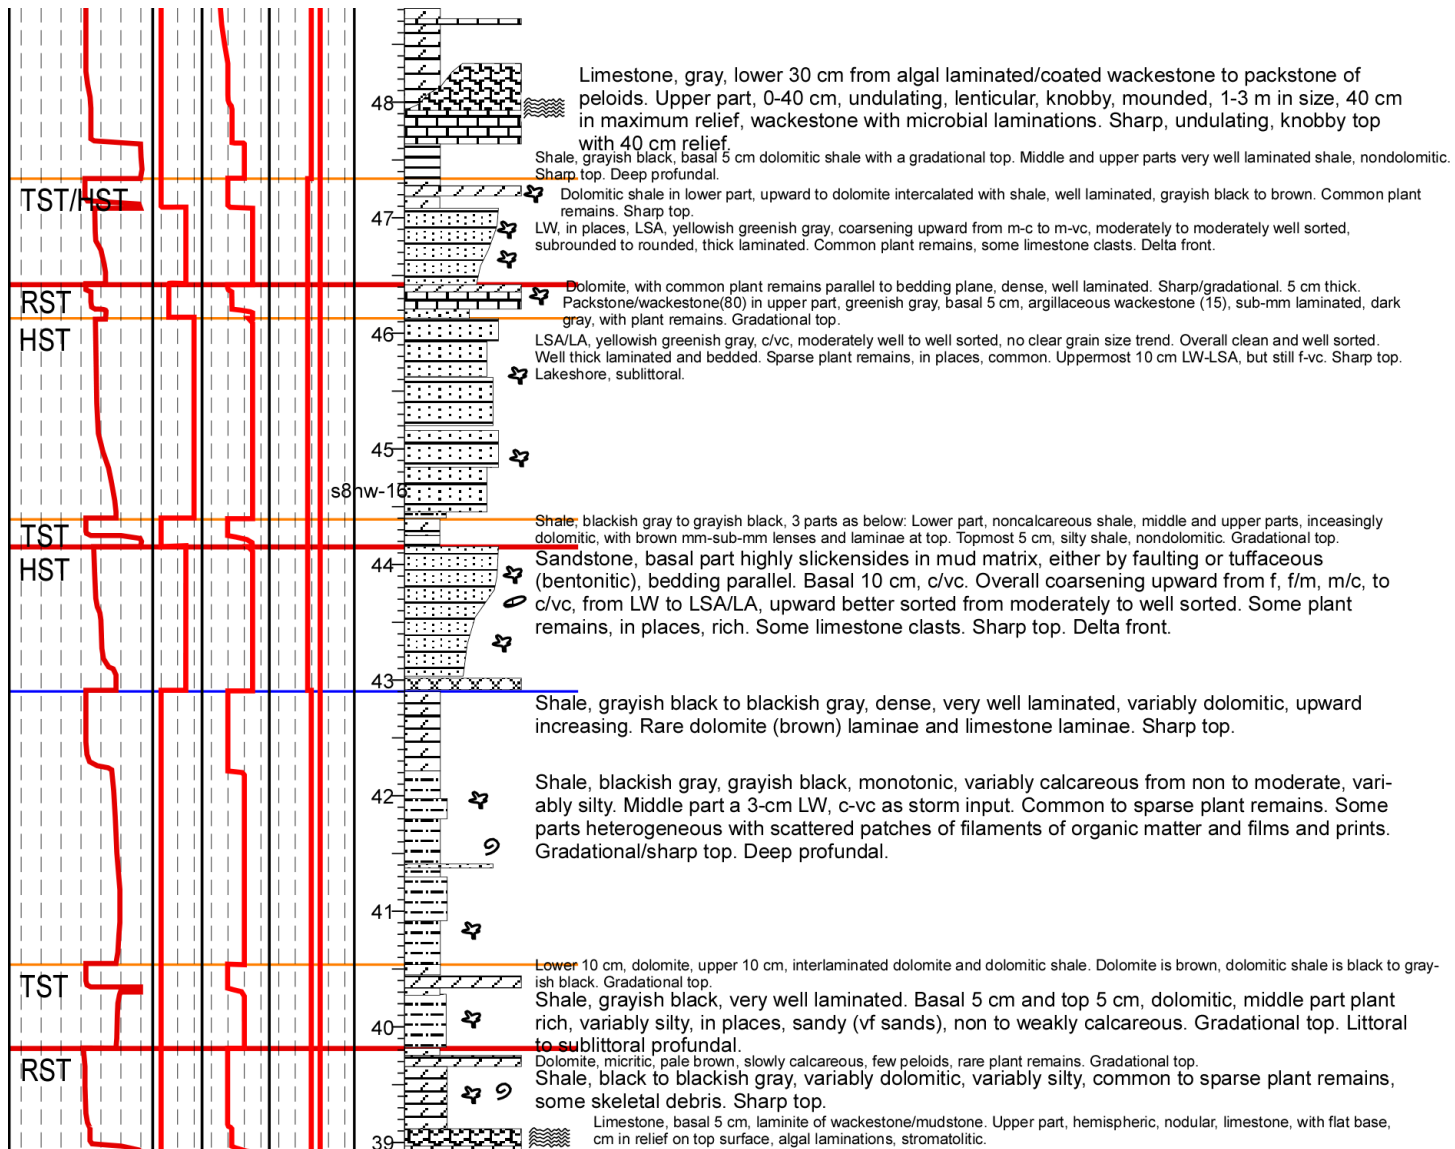 Limestone, gray, lower 30 cm from algal laminated/coated wackestone to packstone of
peloids. Upper part, 0-40 cm, undulating, lenticular, knobby, mounded, 1-3 m in size, 40 cm
in maximum relief, wackestone with microbial laminations. Sharp, undulating, knobby top
with 40 cm relief.
48
Shale, grayish black, basal 5 cm dolomitic shale with a gradational top. Middle and upper parts very well laminated shale, nondolomitic.
Sharp top. Deep profundal.
TST/HST
Dolomitic shale in lower part, upward to dolomite intercalated with shale, well laminated, grayish black to brown. Common plant
remains. Sharp top.
47
LW, in places, LSA, yellowish greenish gray, coarsening upward from m-c to m-vc, moderately to moderately well sorted,
subrounded to rounded, thick laminated. Common plant remains, some limestone clasts. Delta front.
RST
Dolomite, with common plant remains parallel to bedding plane, dense, well laminated. Sharp/gradational. 5 cm thick.
Packstone/wackestone(80) in upper part, greenish gray, basal 5 cm, argillaceous wackestone (15), sub-mm laminated, dark
gray, with plant remains. Gradational top.
46
HST
LSA/LA, yellowish greenish gray, c/vc, moderately well to well sorted, no clear grain size trend. Overall clean and well sorted.
Well thick laminated and bedded. Sparse plant remains, in places, common. Uppermost 10 cm LW-LSA, but still f-vc. Sharp top.
Lakeshore, sublittoral.
45
s8nw-16
TST
Shale, blackish gray to grayish black, 3 parts as below: Lower part, noncalcareous shale, middle and upper parts, inceasingly
dolomitic, with brown mm-sub-mm lenses and laminae at top. Topmost 5 cm, silty shale, nondolomitic. Gradational top.
44
HST
Sandstone, basal part highly slickensides in mud matrix, either by faulting or tuffaceous
(bentonitic), bedding parallel. Basal 10 cm, c/vc. Overall coarsening upward from f, f/m, m/c, to
c/vc, from LW to LSA/LA, upward better sorted from moderately to well sorted. Some plant
remains, in places, rich. Some limestone clasts. Sharp top. Delta front.
43
Shale, grayish black to blackish gray, dense, very well laminated, variably dolomitic, upward
increasing. Rare dolomite (brown) laminae and limestone laminae. Sharp top.
42
Shale, blackish gray, grayish black, monotonic, variably calcareous from non to moderate, vari-
ably silty. Middle part a 3-cm LW, c-vc as storm input. Common to sparse plant remains. Some
parts heterogeneous with scattered patches of filaments of organic matter and films and prints.
Gradational/sharp top. Deep profundal.
41
TST
Lower 10 cm, dolomite, upper 10 cm, interlaminated dolomite and dolomitic shale. Dolomite is brown, dolomitic shale is black to gray-
ish black. Gradational top.
Shale, grayish black, very well laminated. Basal 5 cm and top 5 cm, dolomitic, middle part plant
rich, variably silty, in places, sandy (vf sands), non to weakly calcareous. Gradational top. Littoral
to sublittoral profundal.
40
RST
Dolomite, micritic, pale brown, slowly calcareous, few peloids, rare plant remains. Gradational top.
Shale, black to blackish gray, variably dolomitic, variably silty, common to sparse plant remains,
some skeletal debris. Sharp top.
Limestone, basal 5 cm, laminite of wackestone/mudstone. Upper part, hemispheric, nodular, limestone, with flat base,
cm in relief on top surface, algal laminations, stromatolitic.
39